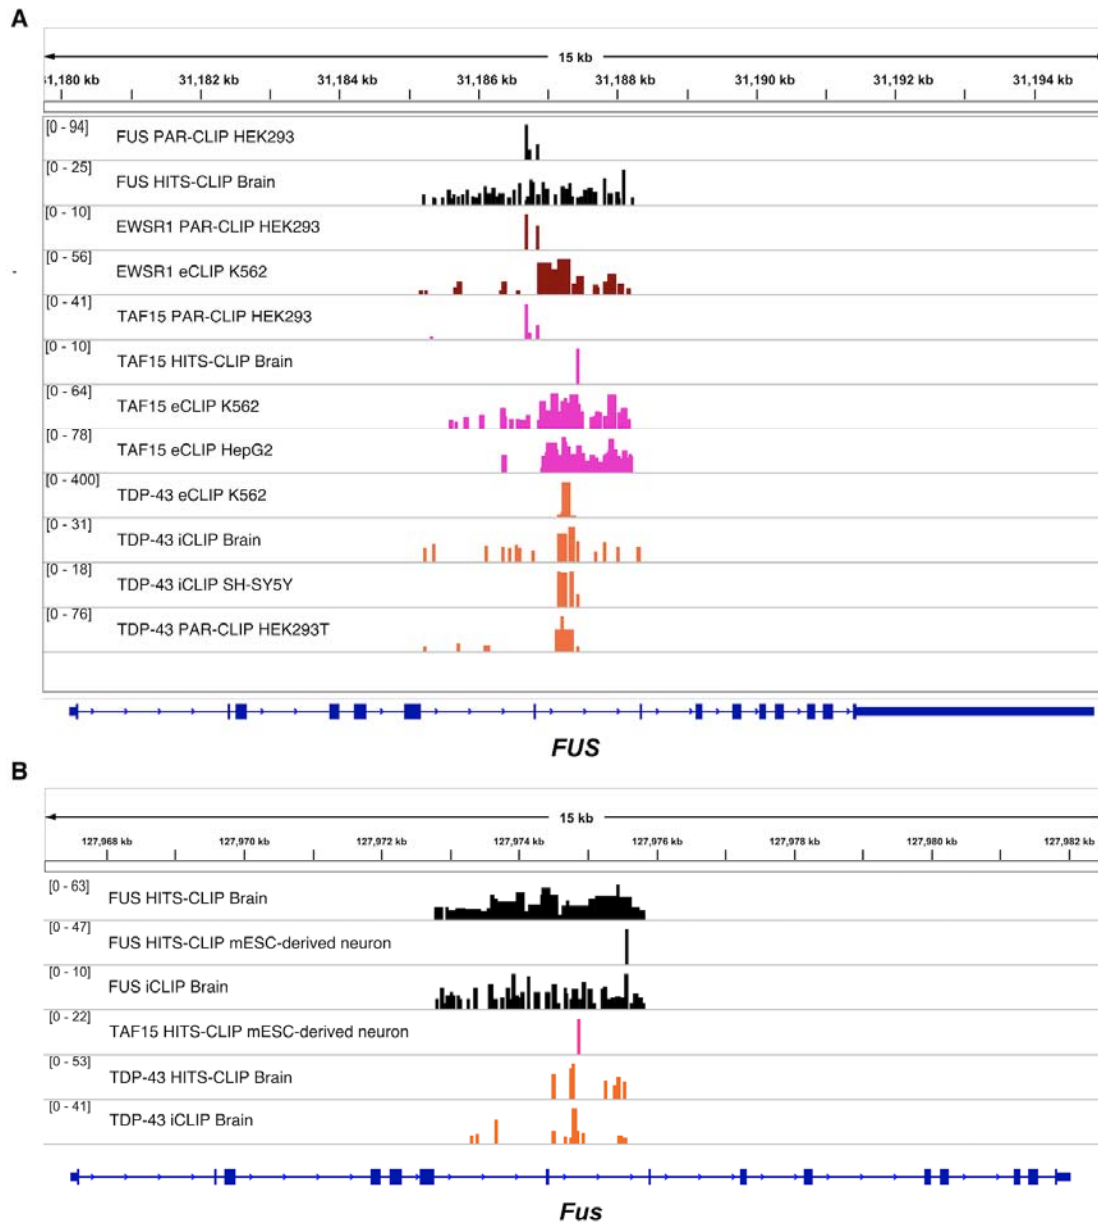 A
15 kb
31,180 kb 31,182 kb 31,184 kb 31,186 kb 31,188 kb 31,190 kb 31,192 kb 31,194 kb
[0 - 94]
FUS PAR-CLIP HEK293
[0 - 25]
FUS HITS-CLIP Brain
[0 - 10]
EWSR1 PAR-CLIP HEK293
[0 - 56]
EWSR1 eCLIP K562
[0 - 41]
TAF15 PAR-CLIP HEK293
[0 - 10]
TAF15 HITS-CLIP Brain
[0 - 64]
TAF15 eCLIP K562
[0 - 78]
TAF15 eCLIP HepG2
[0 - 400]
TDP-43 eCLIP K562
[0 - 31]
TDP-43 iCLIP Brain
[0 - 18]
TDP-43 iCLIP SH-SY5Y
[0 - 76]
TDP-43 PAR-CLIP HEK293T
FUS
B
15 kb
127,968 kb 127,970 kb 127,972 kb 127,974 kb 127,976 kb 127,978 kb 127,980 kb 127,982 kb
[0 - 63]
FUS HITS-CLIP Brain
[0 - 47]
FUS HITS-CLIP mESC-derived neuron
[0 - 10]
FUS iCLIP Brain
[0 - 22]
TAF15 HITS-CLIP mESC-derived neuron
[0 - 53]
TDP-43 HITS-CLIP Brain
[0 - 41]
TDP-43 iCLIP Brain
Fus